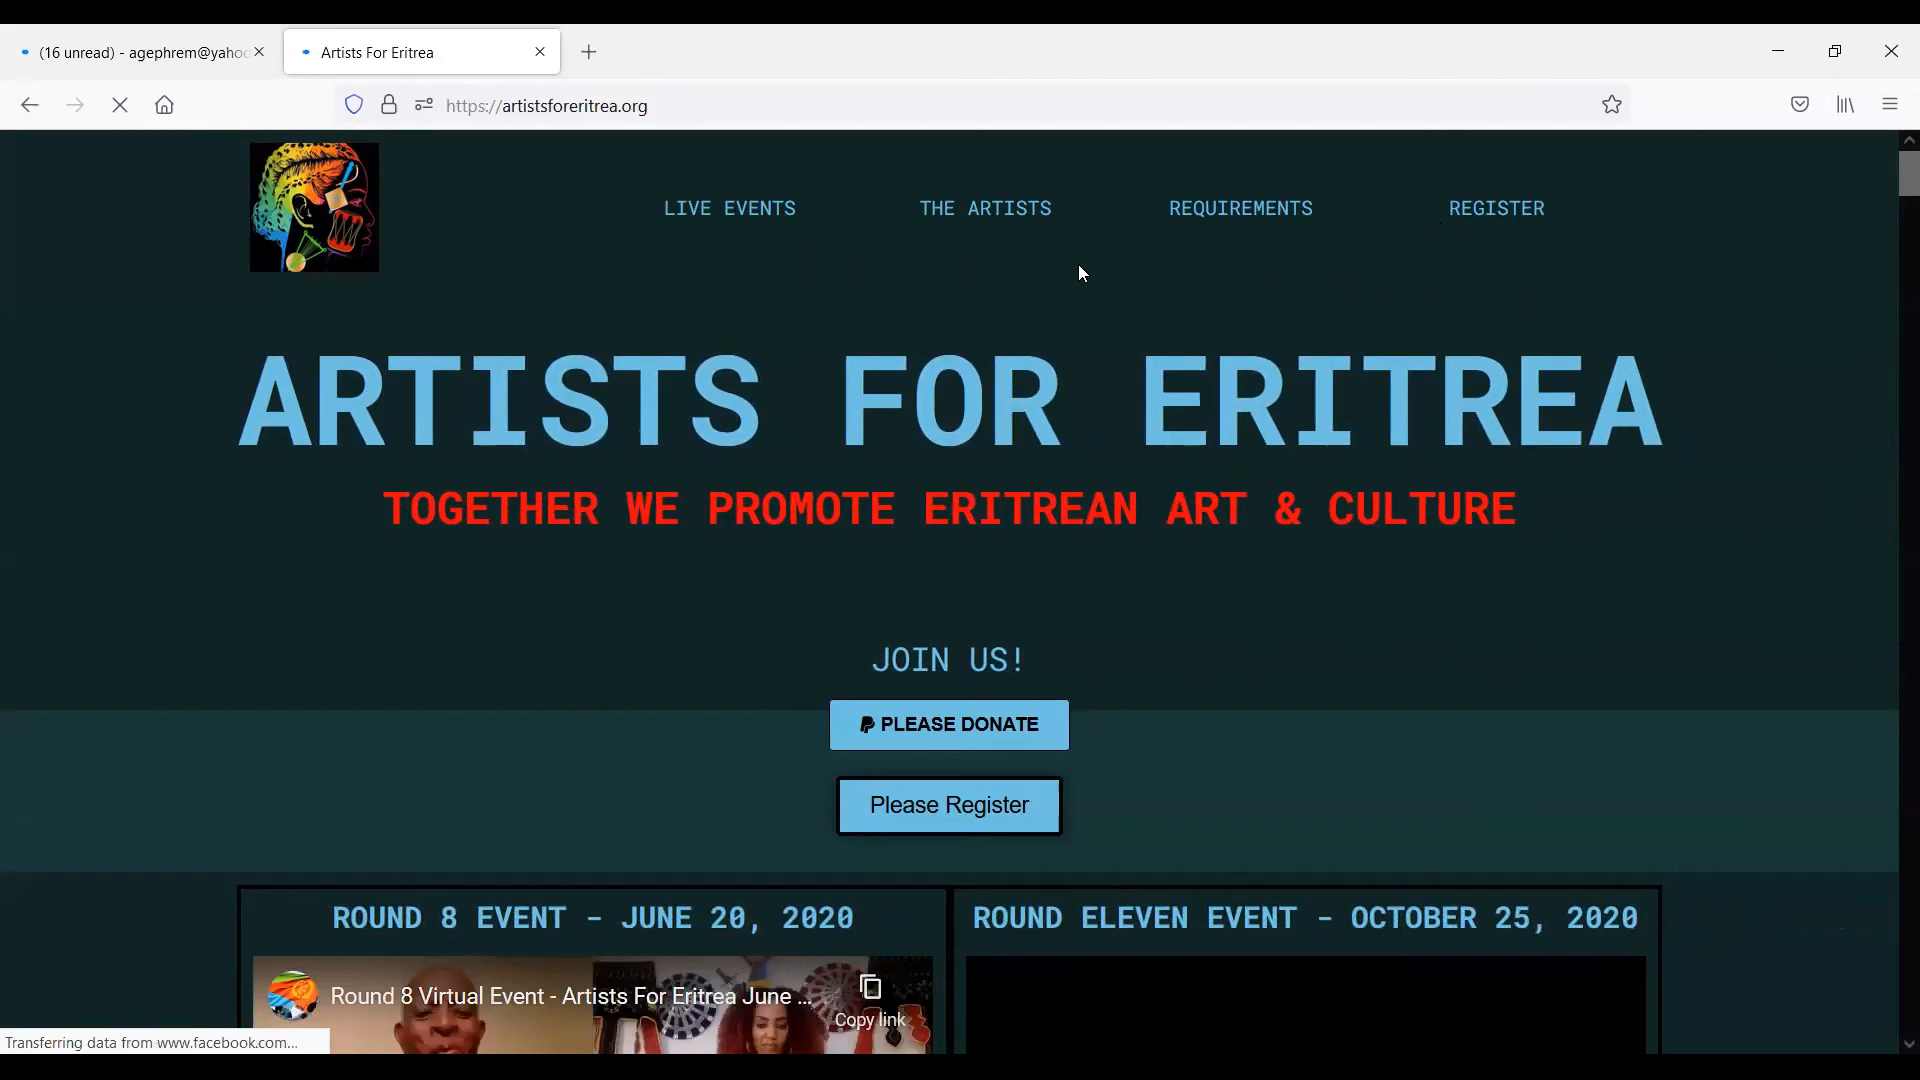 (16 unread) - agephrem@yahoo
Artists For Eritrea
https://artistsforeritrea.org
LIVE EVENTS
THE ARTISTS
REQUIREMENTS
REGISTER
ARTISTS FOR ERITREA
TOGETHER WE PROMOTE ERITREAN ART & CULTURE
JOIN US!
PLEASE DONATE
Please Register
ROUND 8 EVENT - JUNE 20, 2020
ROUND ELEVEN EVENT - OCTOBER 25, 2020
Round 8 Virtual Event - Artists For Eritrea June ...
Copy link
Transferring data from www.facebook.com...